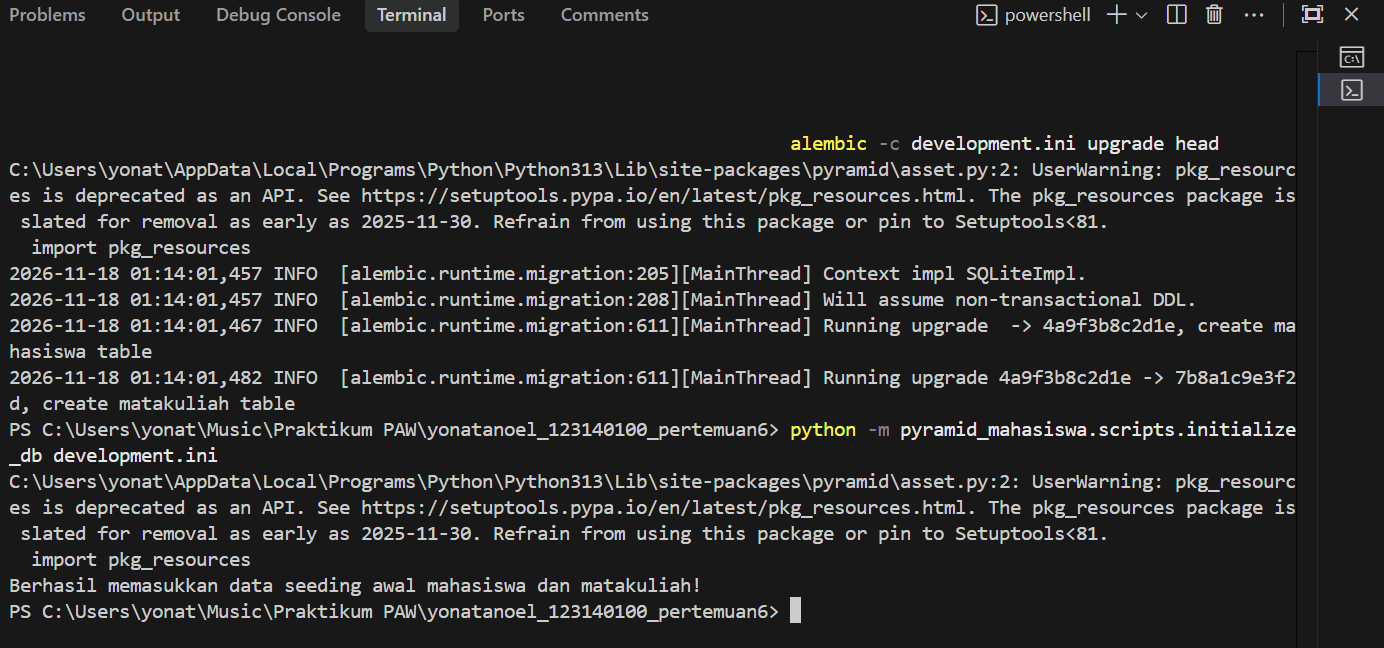 Problems Output Debug Console Terminal Ports Comments powershell
alembic -c development.ini upgrade head
C:\Users\yonat\AppData\Local\Programs\Python\Python313\Lib\site-packages\pyramid\asset.py:2: UserWarning: pkg_resourc
es is deprecated as an API. See https://setuptools.pypa.io/en/latest/pkg_resources.html. The pkg_resources package is
 slated for removal as early as 2025-11-30. Refrain from using this package or pin to Setuptools<81.
  import pkg_resources
2026-11-18 01:14:01,457 INFO  [alembic.runtime.migration:205][MainThread] Context impl SQLiteImpl.
2026-11-18 01:14:01,457 INFO  [alembic.runtime.migration:208][MainThread] Will assume non-transactional DDL.
2026-11-18 01:14:01,467 INFO  [alembic.runtime.migration:611][MainThread] Running upgrade  -> 4a9f3b8c2d1e, create ma
hasiswa table
2026-11-18 01:14:01,482 INFO  [alembic.runtime.migration:611][MainThread] Running upgrade 4a9f3b8c2d1e -> 7b8a1c9e3f2
d, create matakuliah table
PS C:\Users\yonat\Music\Praktikum PAW\yonatanoel_123140100_pertemuan6> python -m pyramid_mahasiswa.scripts.initialize
_db development.ini
C:\Users\yonat\AppData\Local\Programs\Python\Python313\Lib\site-packages\pyramid\asset.py:2: UserWarning: pkg_resourc
es is deprecated as an API. See https://setuptools.pypa.io/en/latest/pkg_resources.html. The pkg_resources package is
 slated for removal as early as 2025-11-30. Refrain from using this package or pin to Setuptools<81.
  import pkg_resources
Berhasil memasukkan data seeding awal mahasiswa dan matakuliah!
PS C:\Users\yonat\Music\Praktikum PAW\yonatanoel_123140100_pertemuan6>